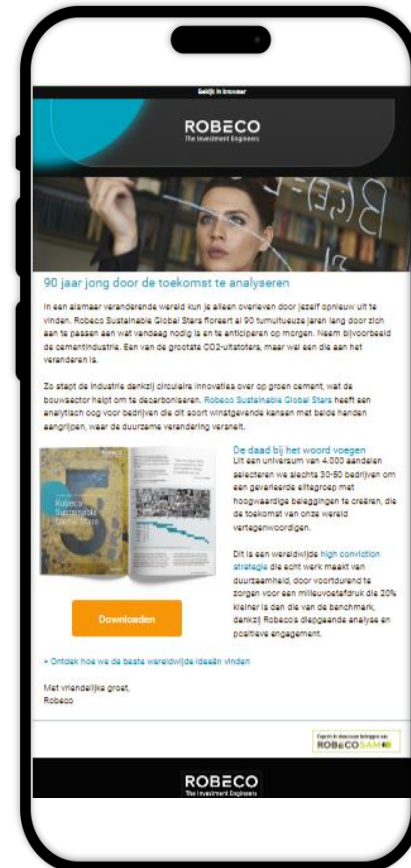 Bekijk in browser
ROBECO
The Investment Engineers
90 jaar jong door de toekomst te analyseren
In een alsmaar veranderende wereld kun je alleen overleven door jezelf opnieuw uit te
vinden. Robeco Sustainable Global Stars floreert al 90 tumultueuze jaren lang door zich
aan te passen aan wat vandaag nodig is en te anticiperen op morgen. Neem bijvoorbeeld
de cementindustrie. Een van de grootste CO2-uitstoters, maar wel een die aan het
veranderen is.
Zo stapt de industrie dankzij circulaire innovaties over op groen cement, wat de
bouwsector helpt om te decarboniseren. Robeco Sustainable Global Stars heeft een
analytisch oog voor bedrijven die dit soort winstgevende kansen met beide handen
aangrijpen, waar de duurzame verandering versnelt.
De daad bij het woord voegen
Uit een universum van 4.000 aandelen
selecteren we slechts 30-50 bedrijven om
een gevarieerde elitegroep met
hoogwaardige beleggingen te creëren, die
de toekomst van onze wereld
vertegenwoordigen.
Robeco
Sustainable
Global Stars
Dit is een wereldwijde high conviction
strategie die echt werk maakt van
duurzaamheid, door voortdurend te
zorgen voor een milieuvoetafdruk die 20%
kleiner is dan die van de benchmark,
dankzij Robeco's diepgaande analyse en
positieve engagement.
Downloaden
> Ontdek hoe we de beste wereldwijde ideeën vinden
Met vriendelijke groet,
Robeco
ROBECOSAM
ROBECO
The Investment Engineers